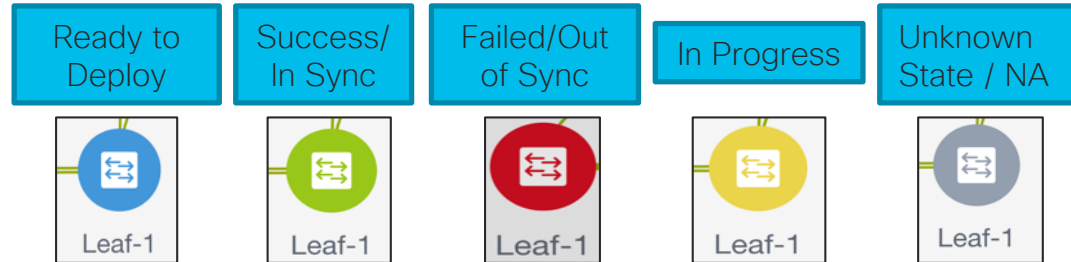 Ready to
Deploy
Success/
In Sync
Failed/Out
of Sync
In Progress
Unknown
State / NA
Leaf-1
Leaf-1
Leaf-1
Leaf-1
Leaf-1